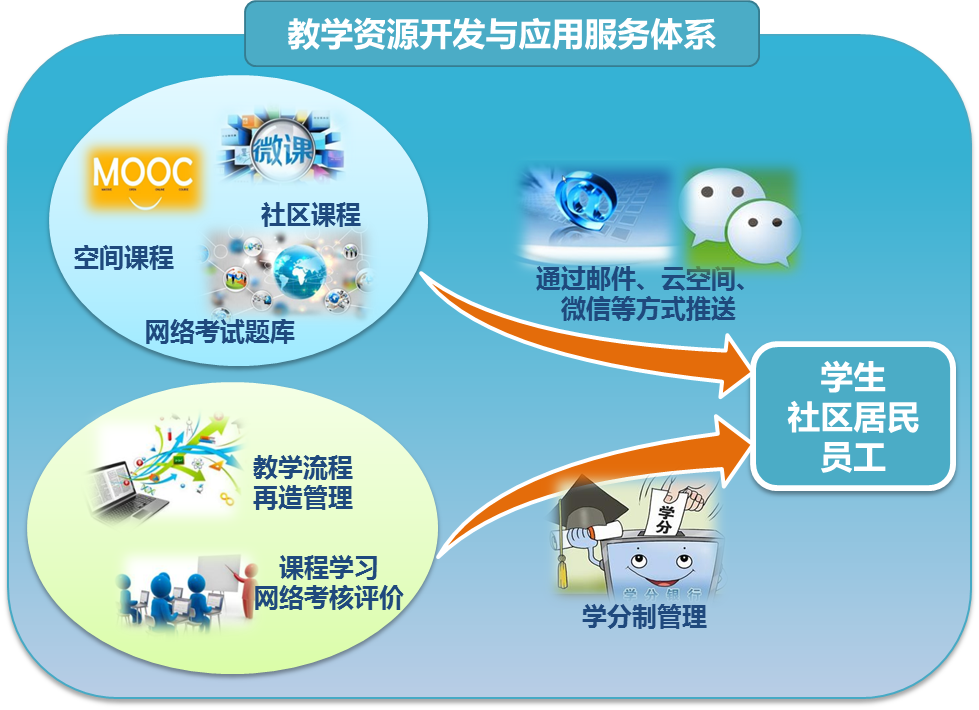 教学资源开发与应用服务体系
微课
MOOC
社区课程
空间课程
网络考试题库
通过邮件、云空间、
微信等方式推送
学生
社区居民
员工
教学流程
再造管理
课程学习
网络考核评价
学分
学分银行
学分制管理